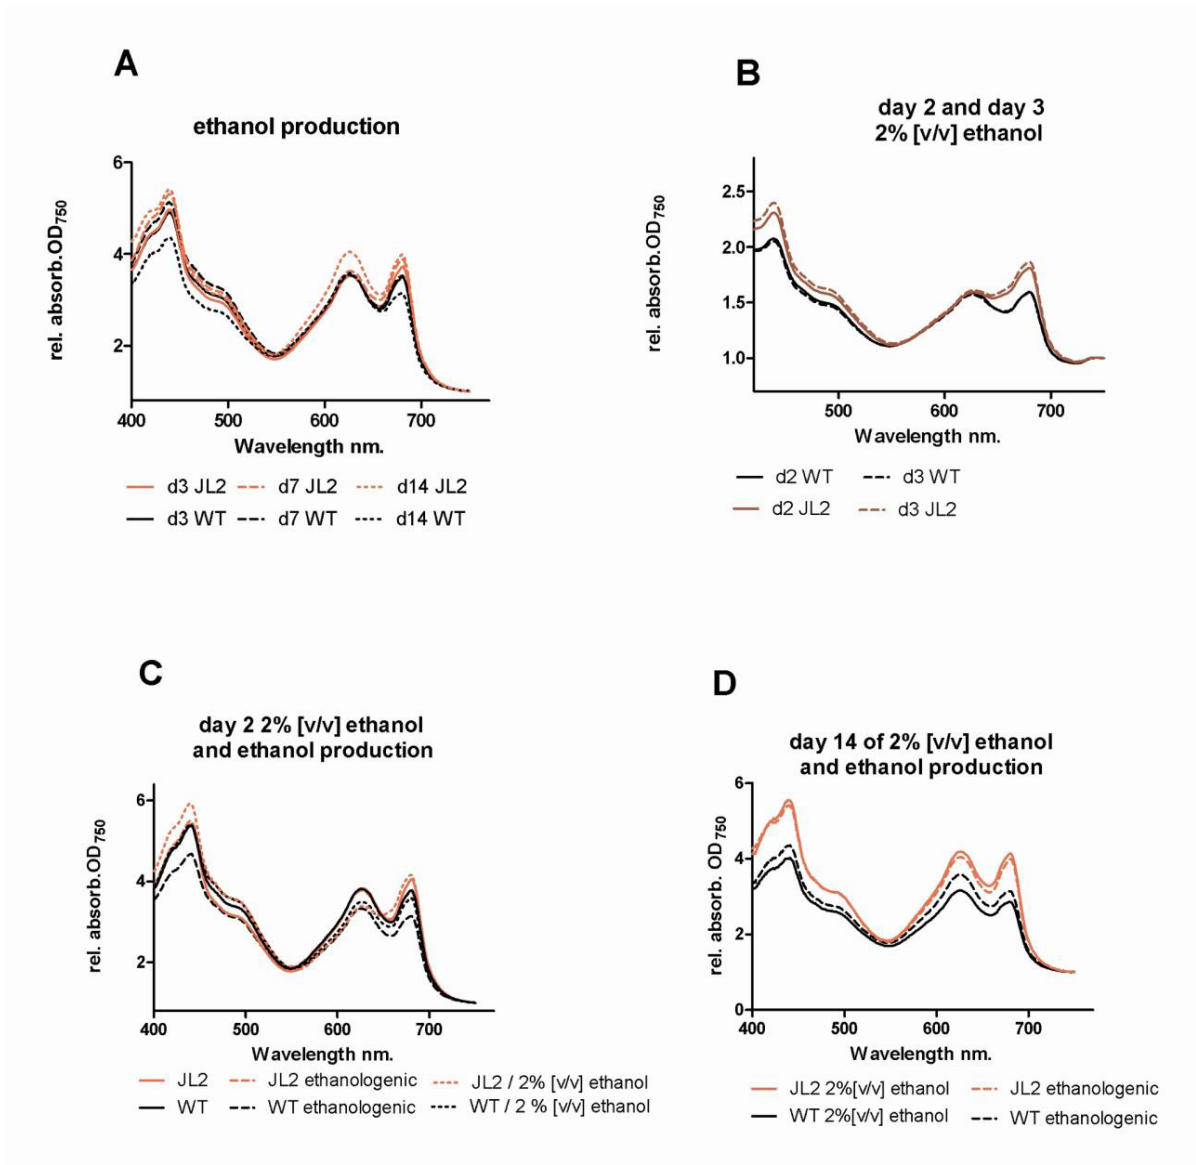 A
ethanol production
rel. absorb.OD750
6
4
2
400 500 600 700
Wavelength nm.
d3 JL2 d7 JL2 d14 JL2
d3 WT d7 WT d14 WT
B
day 2 and day 3
2% [v/v] ethanol
rel. absorb.OD750
2.5
2.0
1.5
1.0
500 600 700
Wavelength nm.
d2 WT d3 WT
d2 JL2 d3 JL2
C
day 2 2% [v/v] ethanol
and ethanol production
rel. absorb.OD750
6
4
2
400 500 600 700
Wavelength nm.
JL2 JL2 ethanologenic JL2 / 2% [v/v] ethanol
WT WT ethanologenic WT / 2 % [v/v] ethanol
D
day 14 of 2% [v/v] ethanol
and ethanol production
rel. absorb. OD750
6
4
2
0
400 500 600 700
Wavelength nm.
JL2 2%[v/v] ethanol JL2 ethanologenic
WT 2%[v/v] ethanol WT ethanologenic